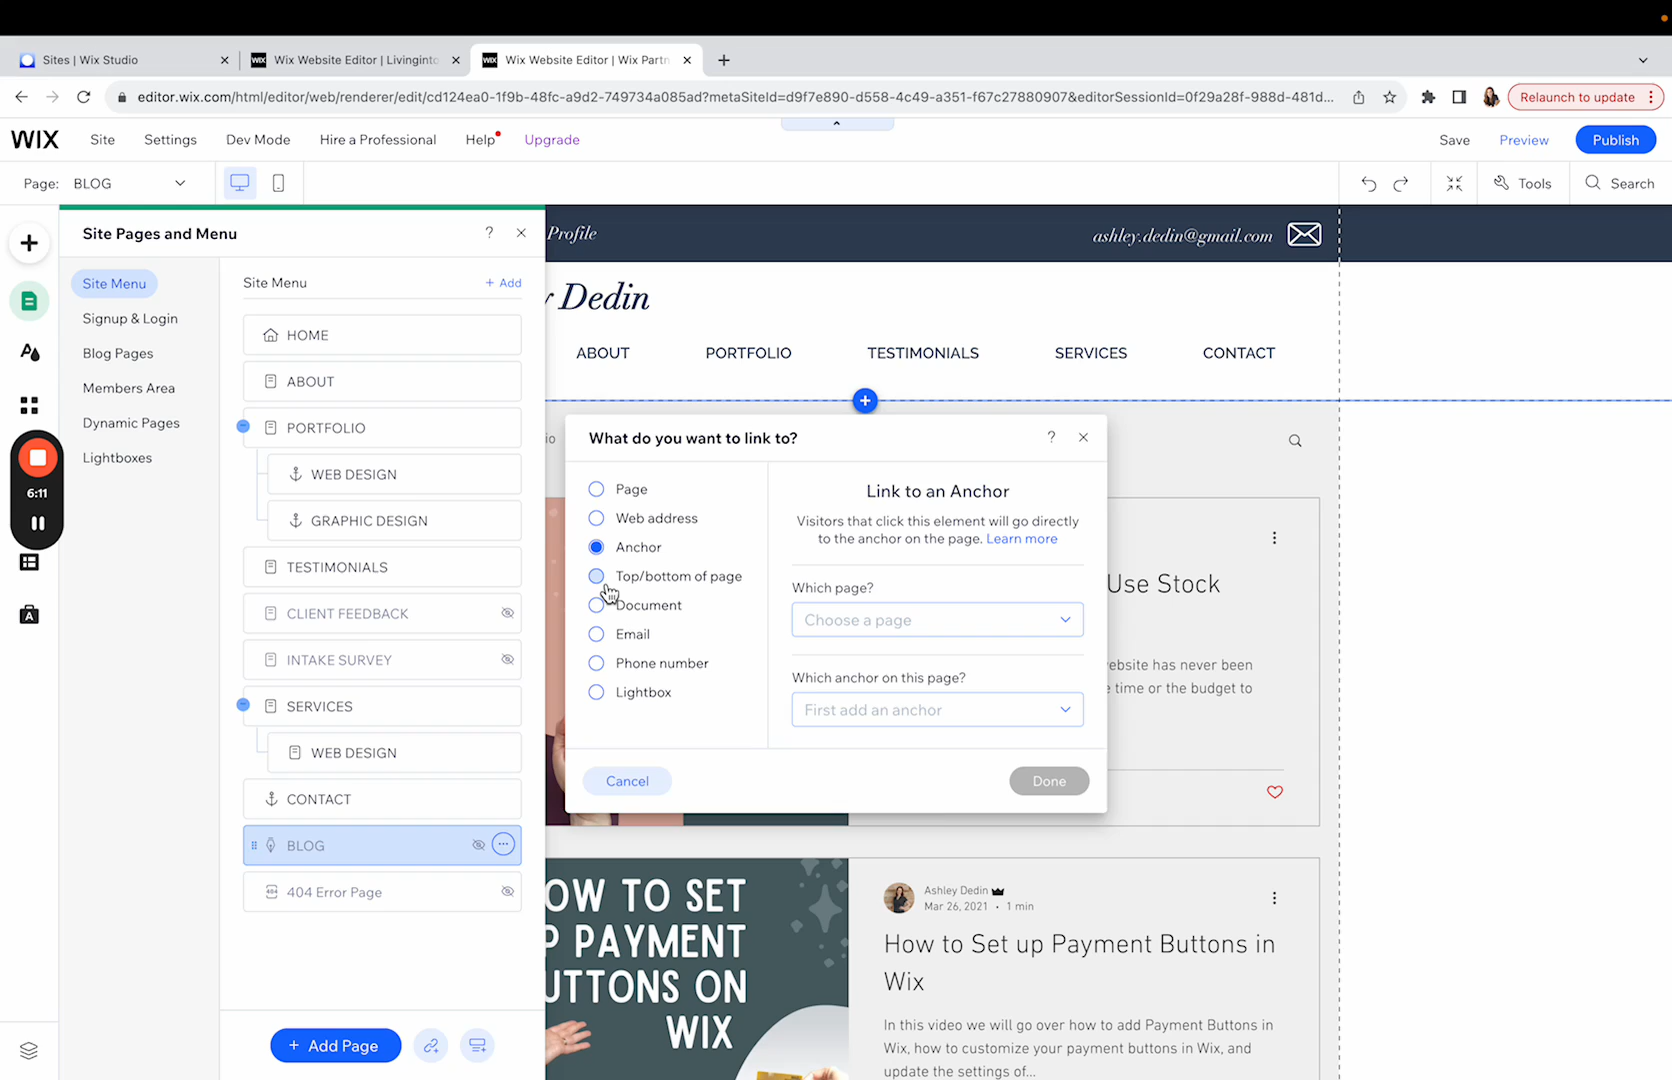 Sites | Wix Studio
Wix Website Editor | Livinginto
Wix Website Editor | Wix Partn
editor.wix.com/html/editor/web/renderer/edit/cd124ea0-1f9b-48fc-a9d2-749734a085ad?metaSiteId=d9f7e890-d558-4c49-a351-f67c27880907&editorSessionId=0f29a28f-988d-481d...
Relaunch to update
WIX
Site
Settings
Dev Mode
Hire a Professional
Help
Upgrade
Save
Preview
Publish
Page: BLOG
Tools
Search
Site Pages and Menu
?
Site Menu
Signup & Login
Blog Pages
Members Area
Dynamic Pages
Lightboxes
6:11
Site Menu
+ Add
HOME
ABOUT
PORTFOLIO
WEB DESIGN
GRAPHIC DESIGN
TESTIMONIALS
CLIENT FEEDBACK
INTAKE SURVEY
SERVICES
WEB DESIGN
CONTACT
BLOG
404 Error Page
+ Add Page
Profile
ashley.dedin@gmail.com
y Dedin
ABOUT
PORTFOLIO
TESTIMONIALS
SERVICES
CONTACT
io
What do you want to link to?
?
Page
Web address
Anchor
Top/bottom of page
Document
Email
Phone number
Lightbox
Link to an Anchor
Visitors that click this element will go directly
to the anchor on the page. Learn more
Which page?
Choose a page
Which anchor on this page?
First add an anchor
Cancel
Done
Use Stock
ebsite has never been
e time or the budget to
OW TO SET
P PAYMENT
UTTONS ON
WIX
Ashley Dedin
Mar 26, 2021 • 1 min
How to Set up Payment Buttons in
Wix
In this video we will go over how to add Payment Buttons in
Wix, how to customize your payment buttons in Wix, and
update the settings of...